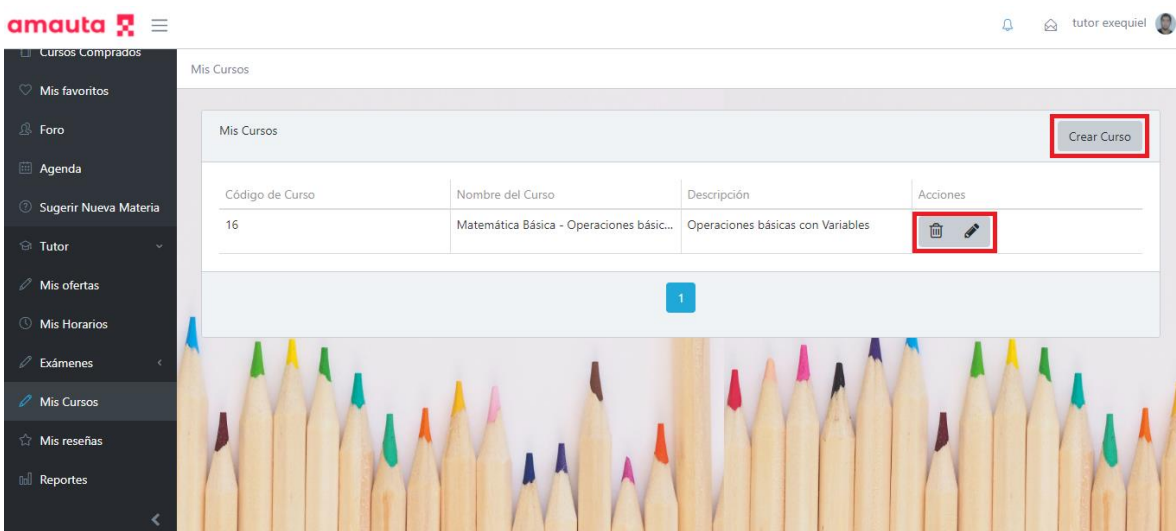 amauta
tutor exequiel
Cursos Comprados
Mis favoritos
Foro
Agenda
Sugerir Nueva Materia
Tutor
Mis ofertas
Mis Horarios
Exámenes
Mis Cursos
Mis reseñas
Reportes
Mis Cursos
Mis Cursos
Crear Curso
Código de Curso Nombre del Curso Descripción Acciones
16 Matemática Básica - Operaciones básic... Operaciones básicas con Variables
1